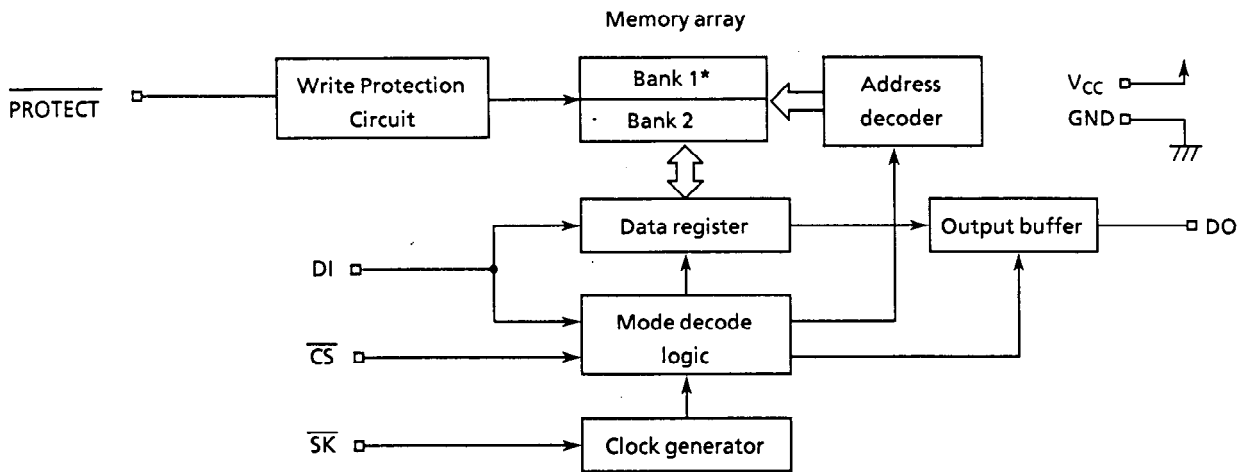 Memory array
PROTECT
Write Protection
Circuit
Bank 1*
Bank 2
Address
decoder
VCC
GND
Data register
Output buffer
DO
DI
Mode decode
logic
CS
SK
Clock generator